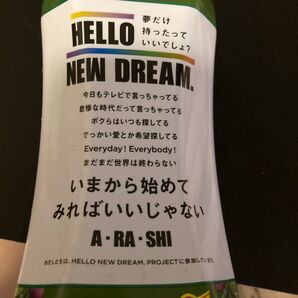 HELLO
夢だけ
持ったって
いいでしょ？
NEW DREAM.
今日もテレビで言っちゃってる
悲惨な時代だって言っちゃってる
ボクらはいつも探してる
でっかい愛とか希望探してる
Everyday! Everybody!
まだまだ世界は終わらない
いまから始めて
みればいいじゃない
A・RA・SHI
わたしたちは、HELLO NEW DREAM. PROJECTに参加しています。